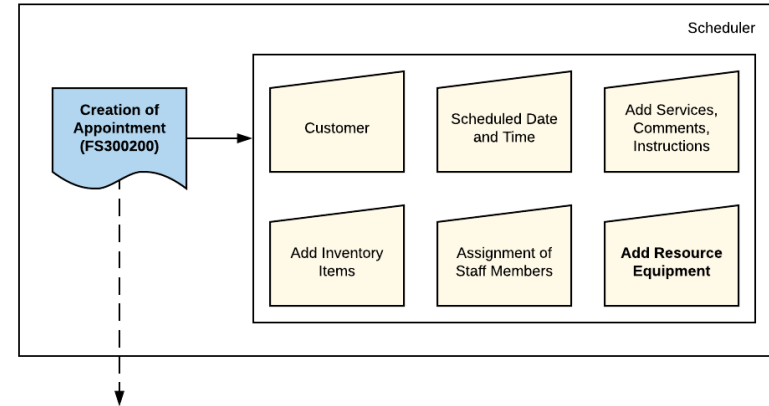 Scheduler
Creation of
Appointment
(FS300200)
Customer
Scheduled Date
and Time
Add Services,
Comments,
Instructions
Add Inventory
Items
Assignment of
Staff Members
Add Resource
Equipment